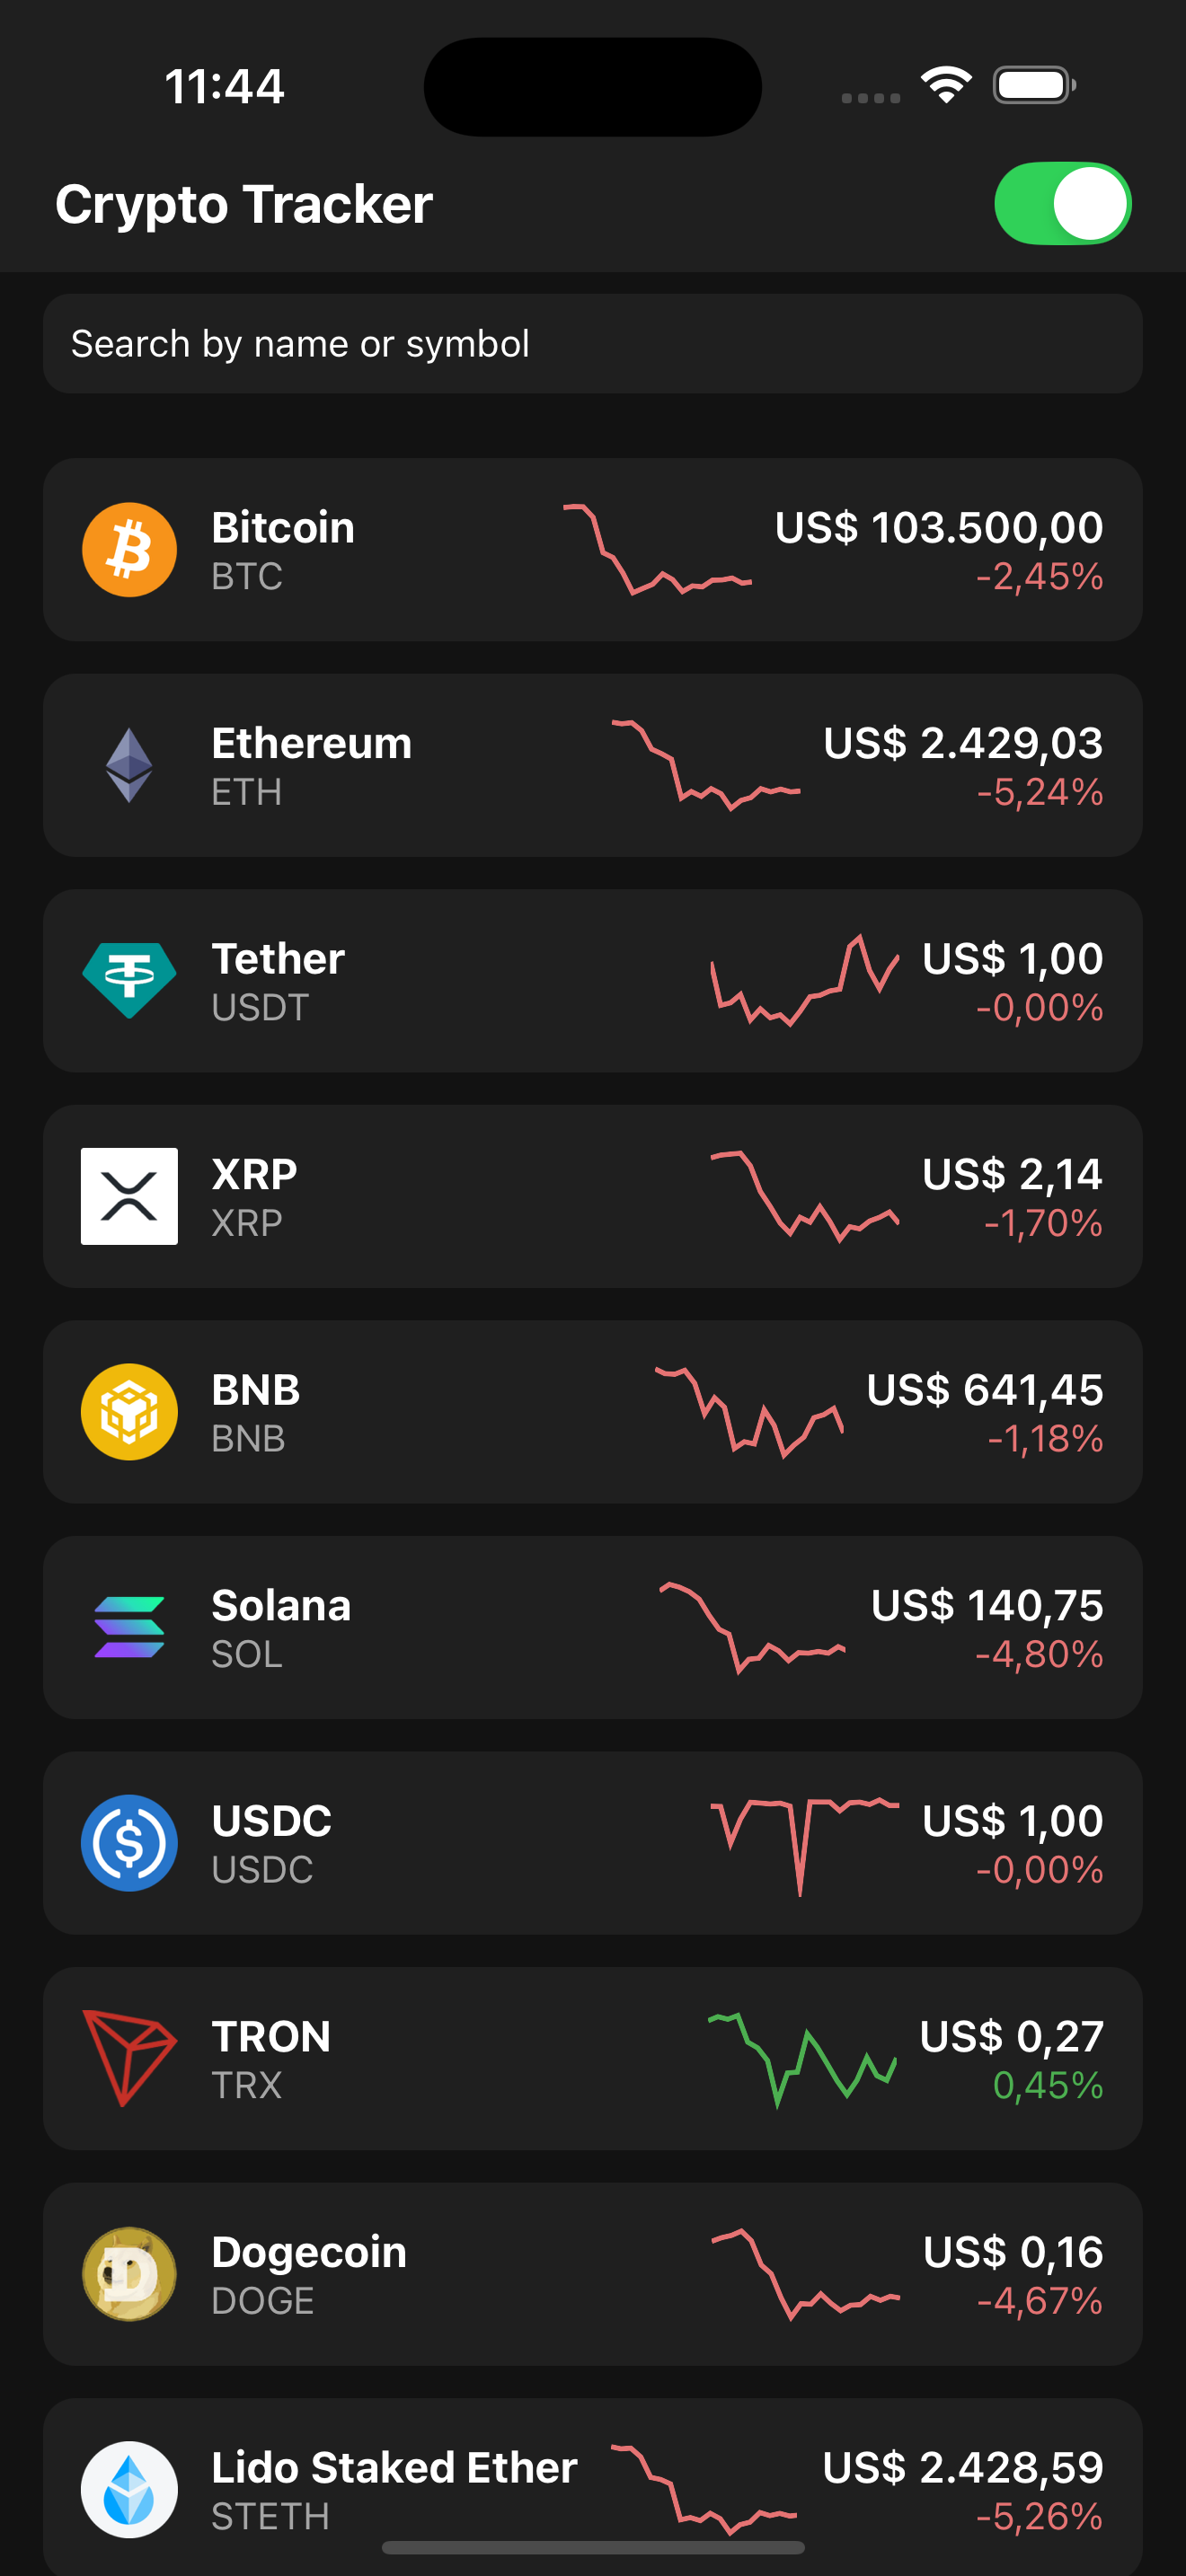 11:44
Crypto Tracker
Search by name or symbol
Bitcoin
BTC
US$ 103.500,00
-2,45%
Ethereum
ETH
US$ 2.429,03
-5,24%
Tether
USDT
US$ 1,00
-0,00%
XRP
XRP
US$ 2,14
-1,70%
BNB
BNB
US$ 641,45
-1,18%
Solana
SOL
US$ 140,75
-4,80%
USDC
USDC
US$ 1,00
-0,00%
TRON
TRX
US$ 0,27
0,45%
Dogecoin
DOGE
US$ 0,16
-4,67%
Lido Staked Ether
STETH
US$ 2.428,59
-5,26%